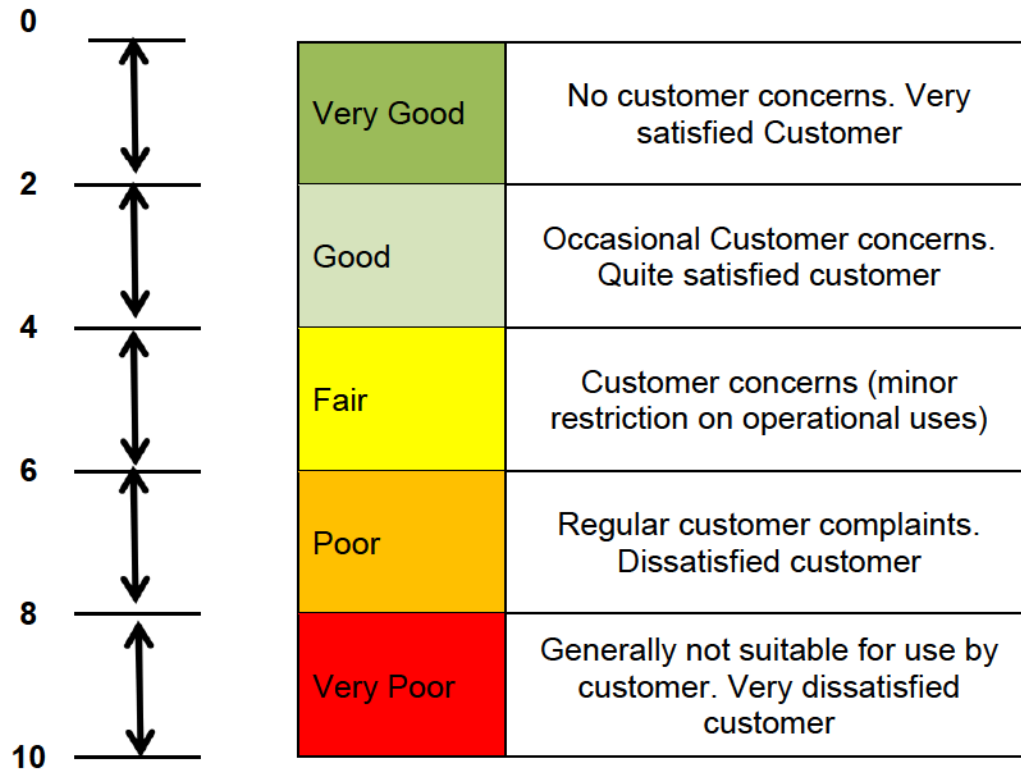 0
Very Good
No customer concerns. Very
satisfied Customer
2
Good
Occasional Customer concerns.
Quite satisfied customer
4
Fair
Customer concerns (minor
restriction on operational uses)
6
Poor
Regular customer complaints.
Dissatisfied customer
8
Very Poor
Generally not suitable for use by
customer. Very dissatisfied
customer
10